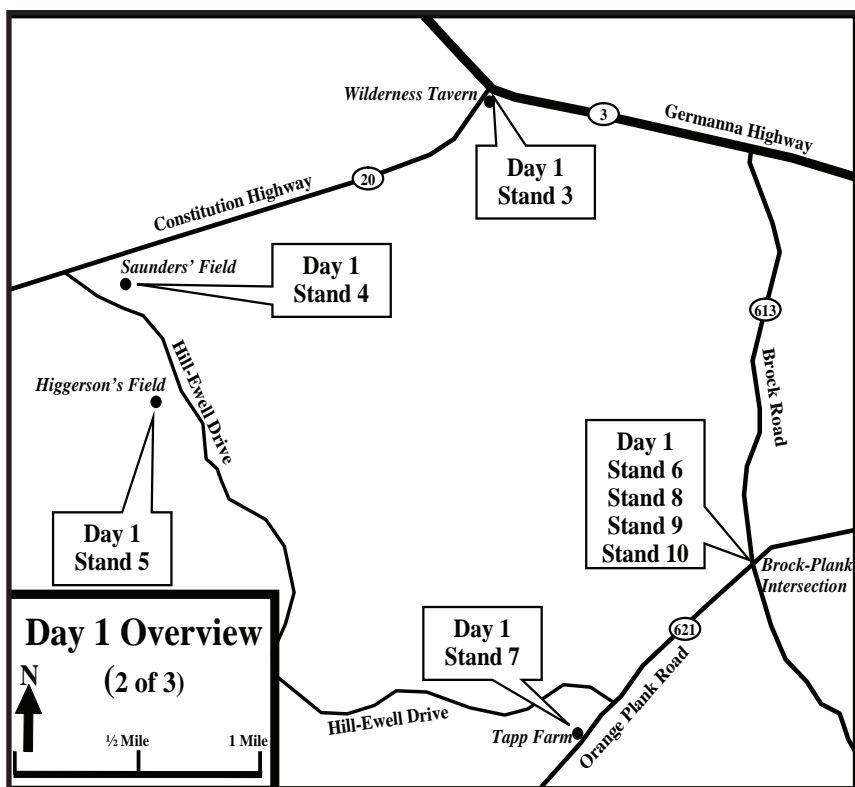 Wilderness Tavern
3
Germanna Highway
Day 1
Stand 3
20
Constitution Highway
Saunders’ Field
Day 1
Stand 4
613
Brock Road
Hill-Ewell Drive
Higgerson’s Field
Day 1
Stand 6
Stand 8
Stand 9
Stand 10
Day 1
Stand 5
Brock-Plank
Intersection
621
Day 1
Stand 7
Orange Plank Road
Hill-Ewell Drive
Tapp Farm
Day 1 Overview
(2 of 3)
N
½ Mile
1 Mile